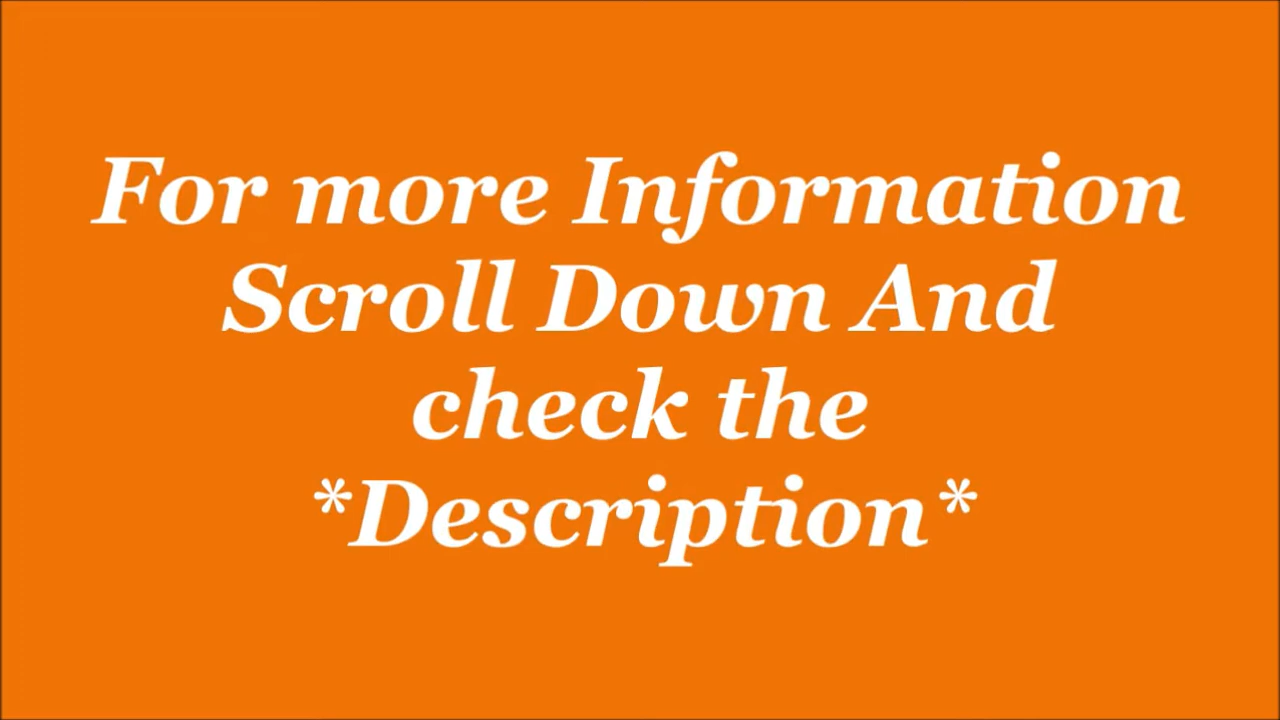 For more Information
Scroll Down And
check the
*Description*